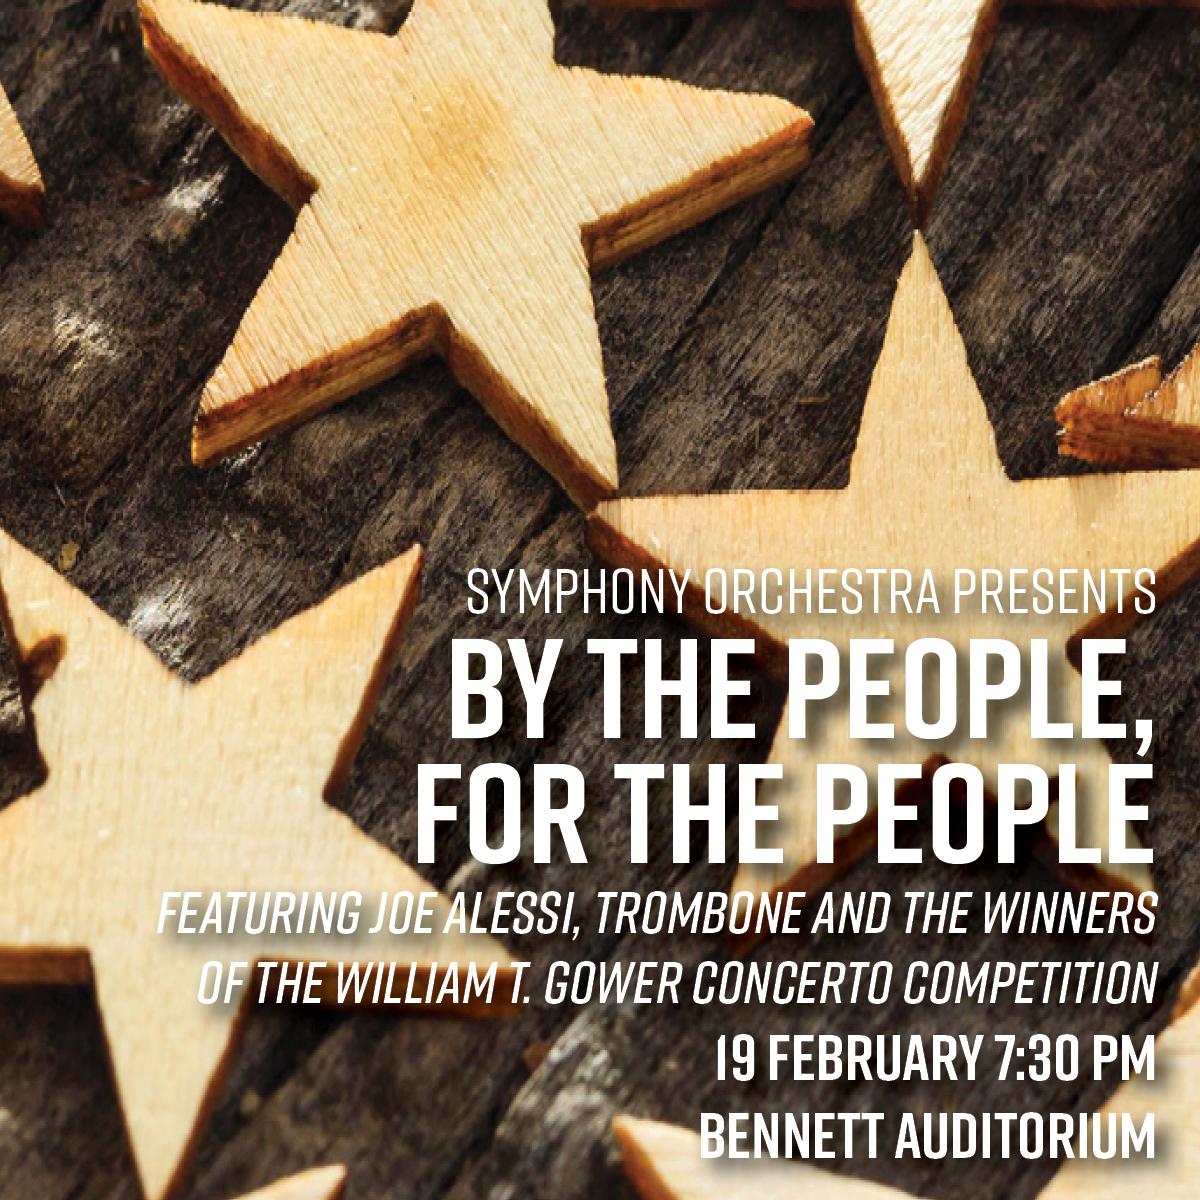 SYMPHONY ORCHESTRA PRESENTS
BY THE PEOPLE,
FOR THE PEOPLE
FEATURING JOE ALESSI, TROMBONE AND THE WINNERS
OF THE WILLIAM T. GOWER CONCERTO COMPETITION
19 FEBRUARY 7:30 PM
BENNETT AUDITORIUM